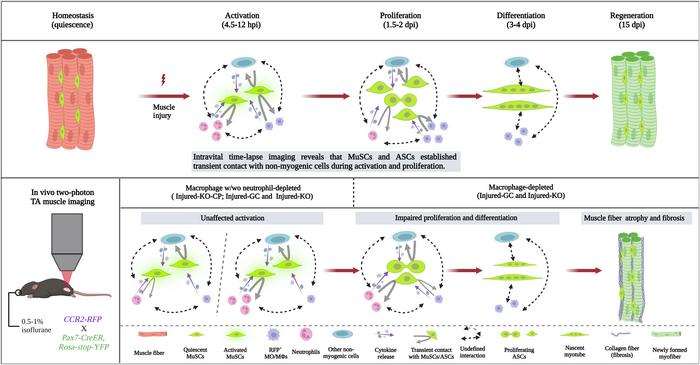 Homeostasis
(quiescence)
Activation
(4.5-12 hpi)
Proliferation
(1.5-2 dpi)
Differentiation
(3-4 dpi)
Regeneration
(15 dpi)
Muscle
injury
Intravital time-lapse imaging reveals that MuSCs and ASCs established
transient contact with non-myogenic cells during activation and proliferation.
In vivo two-photon
TA muscle imaging
0.5-1%
isoflurane
CCR2-RFP
X
Pax7-CreER,
Rosa-stop-YFP
Macrophage w/wo neutrophil-depleted
( Injured-KO-CP; Injured-GC and Injured-KO)
Macrophage-depleted
(Injured-GC and Injured-KO)
Unaffected activation
Impaired proliferation and differentiation
Muscle fiber atrophy and fibrosis
Muscle fiber
Quiescent
MuSCs
Activated
MuSCs
RFP+
MO/MΦs
Neutrophils
Other non-
myogenic cells
Cytokine
release
Transient contact
with MuSCs/ASCs
Undefined
interaction
Proliferating
ASCs
Nascent
myotube
Collagen fiber
(fibrosis)
Newly formed
myofiber